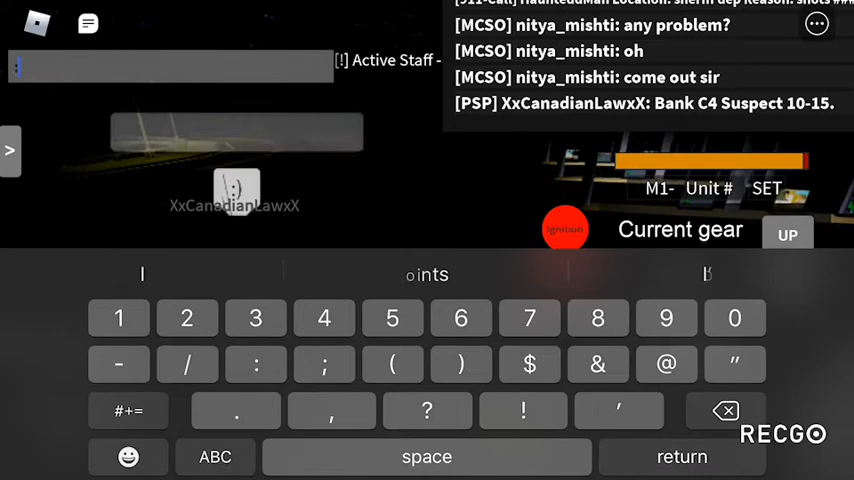 [MCSO] nitya_mishti: any problem?
[!] Active Staff -
[MCSO] nitya_mishti: oh
:
[MCSO] nitya_mishti: come out sir
[PSP] XxCanadianLawxX: Bank C4 Suspect 10-15.
>
:)
XxCanadianLawxX
M1- Unit # SET
Ignition
Current gear
UP
I
oints
1 2 3 4 5 6 7 8 9 0
- / : ; ( ) $ & @ "
#+= . , ? ! '
RECGO
ABC space return